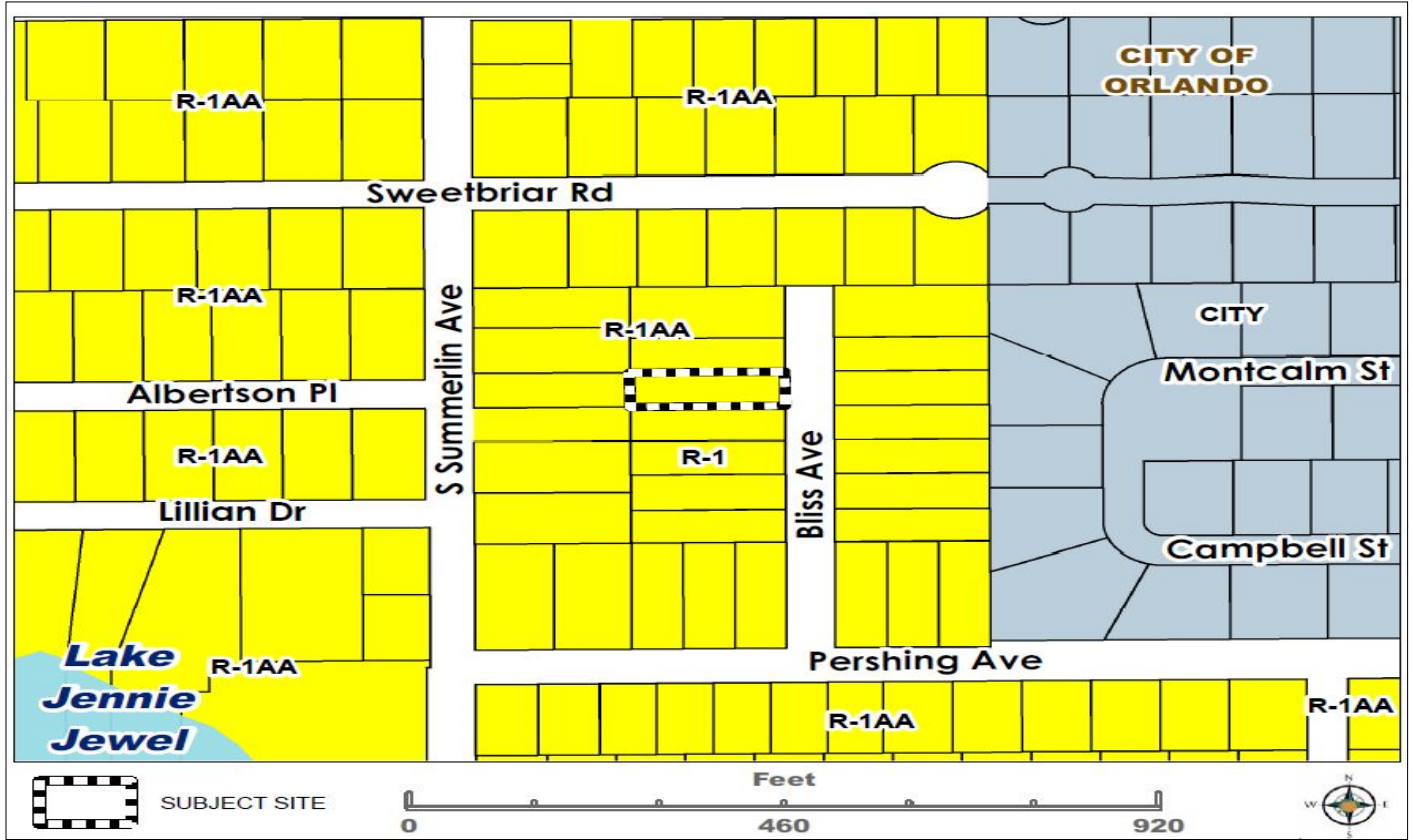 CITY OF
ORLANDO
R-1AA
R-1AA
Sweetbriar Rd
R-1AA
S Summerlin Ave
R-1AA
CITY
Montcalm St
Albertson Pl
R-1AA
R-1
Bliss Ave
Lillian Dr
Campbell St
Lake
Jennie
Jewel
R-1AA
Pershing Ave
R-1AA
R-1AA
SUBJECT SITE
Feet
0
460
920
N
W
E
S